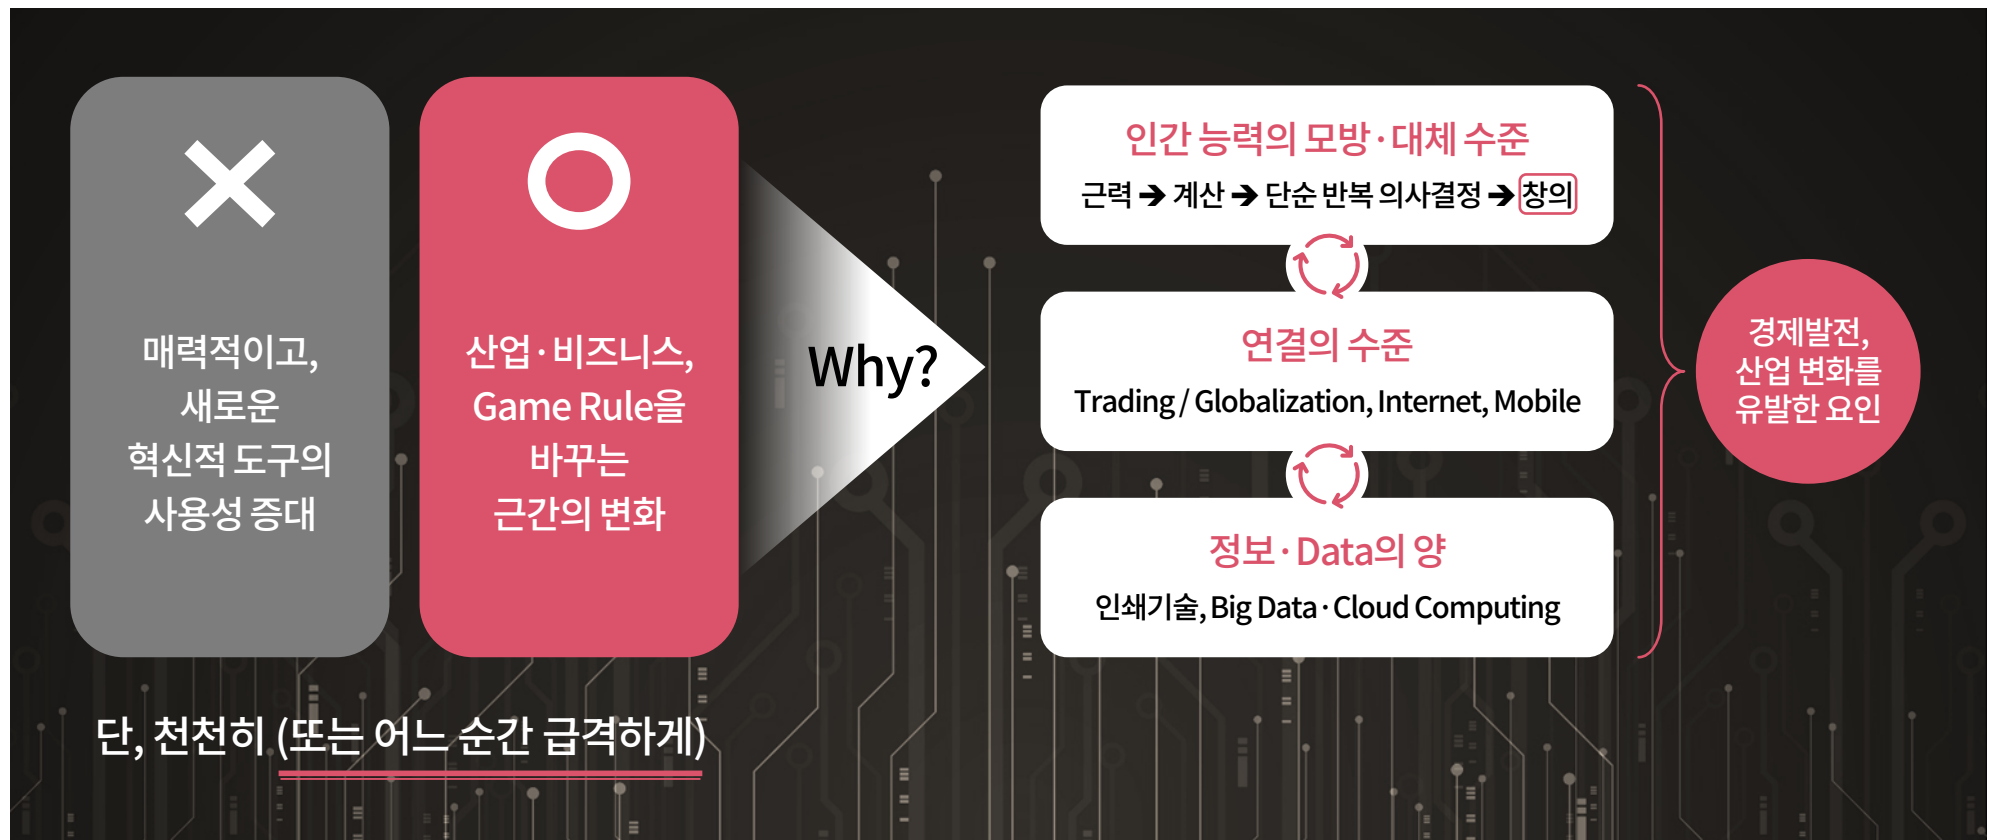 매력적이고,
새로운
혁신적 도구의
사용성 증대
산업·비즈니스,
Game Rule을
바꾸는
근간의 변화
단, 천천히 (또는 어느 순간 급격하게)
Why?
인간 능력의 모방·대체 수준
근력 → 계산 → 단순 반복 의사결정 → 창의
연결의 수준
Trading / Globalization, Internet, Mobile
정보·Data의 양
인쇄기술, Big Data·Cloud Computing
경제발전,
산업 변화를
유발한 요인